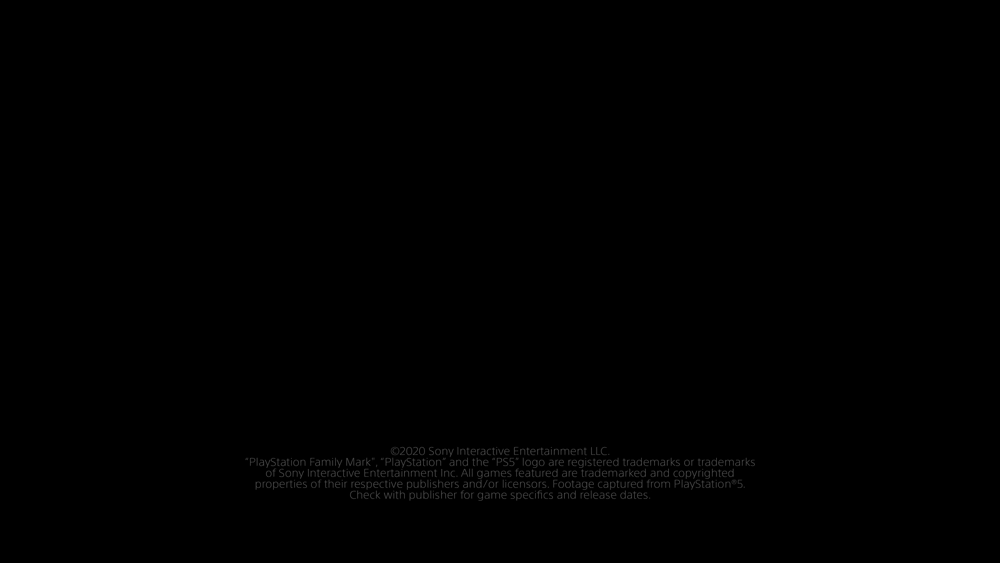 ©2020 Sony Interactive Entertainment LLC.
“PlayStation Family Mark”, “PlayStation” and the “PS5” logo are registered trademarks or trademarks
of Sony Interactive Entertainment Inc. All games featured are trademarked and copyrighted
properties of their respective publishers and/or licensors. Footage captured from PlayStation®5.
Check with publisher for game specifics and release dates.